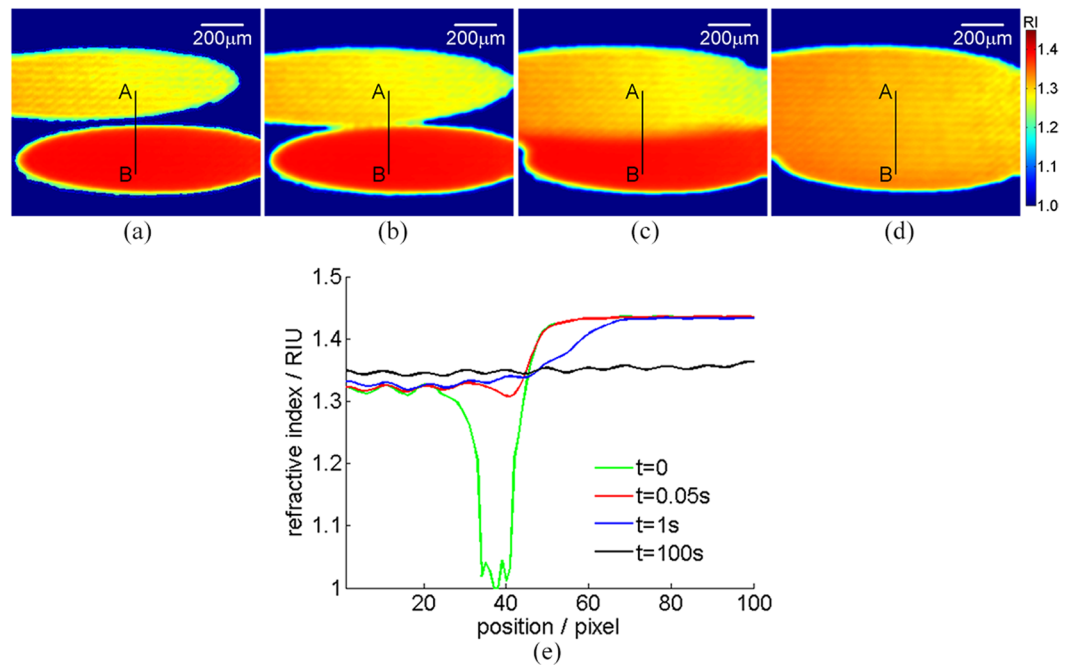 200μm
200μm
200μm
200μm
RI
A
A
A
A
B
B
B
B
1.4
1.3
1.2
1.1
1.0
(a)
(b)
(c)
(d)
1.5
1.4
1.3
1.2
1.1
1
refractive index / RIU
t=0
t=0.05s
t=1s
t=100s
20
40
60
80
100
position / pixel
(e)